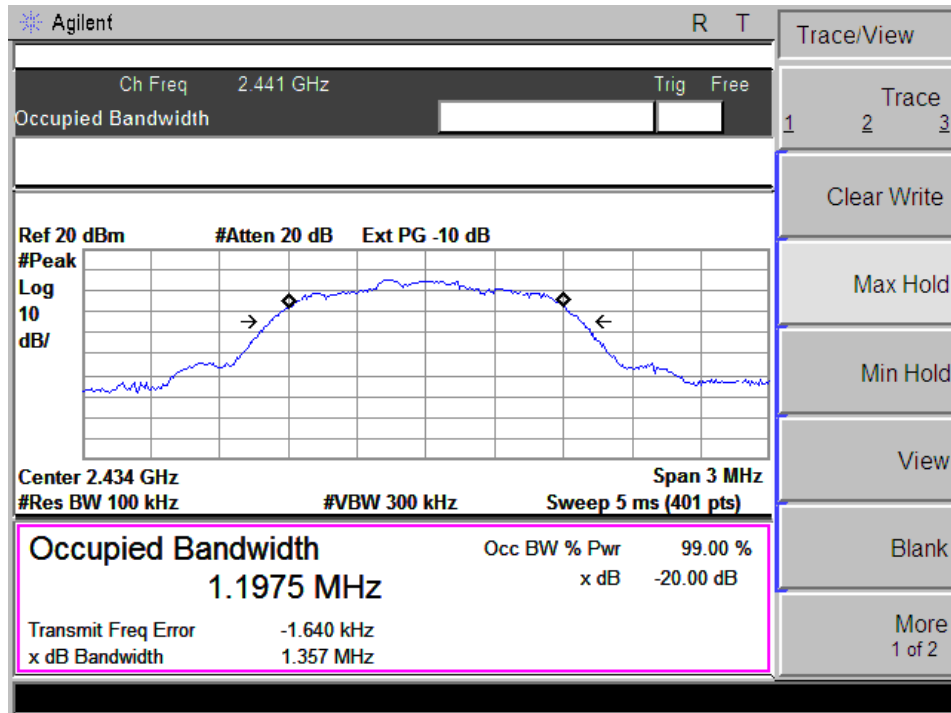 Agilent R T
Trace/View
Ch Freq 2.441 GHz Trig Free
Occupied Bandwidth
Trace
1 2 3
Clear Write
Ref 20 dBm #Atten 20 dB Ext PG -10 dB
#Peak
Log
10
dB/
Max Hold
Min Hold
View
Center 2.434 GHz Span 3 MHz
#Res BW 100 kHz #VBW 300 kHz Sweep 5 ms (401 pts)
Occupied Bandwidth Occ BW % Pwr 99.00 %
1.1975 MHz x dB -20.00 dB
Blank
Transmit Freq Error -1.640 kHz
x dB Bandwidth 1.357 MHz
More
1 of 2